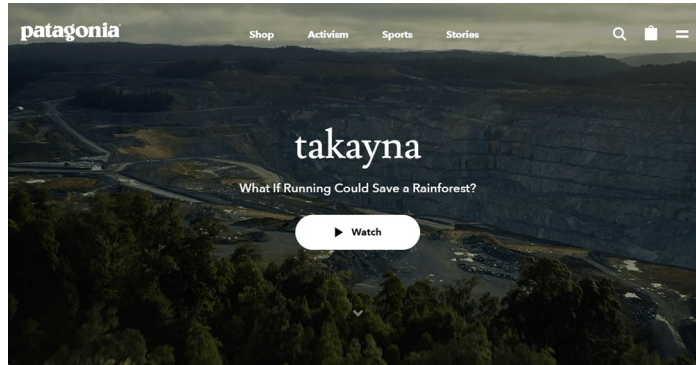 patagonia
Shop Activism Sports Stories
takayna
What If Running Could Save a Rainforest?
Watch